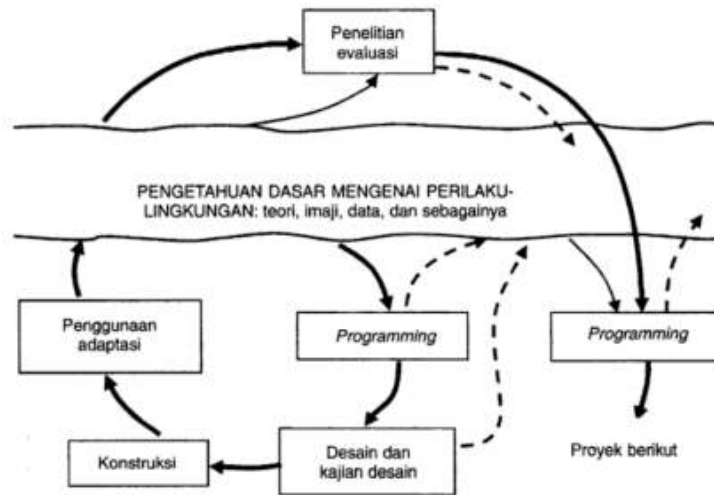 Penelitian
evaluasi
PENGETAHUAN DASAR MENGENAI PERILAKU-
LINGKUNGAN: teori, imaji, data, dan sebagainya
Penggunaan
adaptasi
Programming
Programming
Konstruksi
Desain dan
kajian desain
Proyek berikut